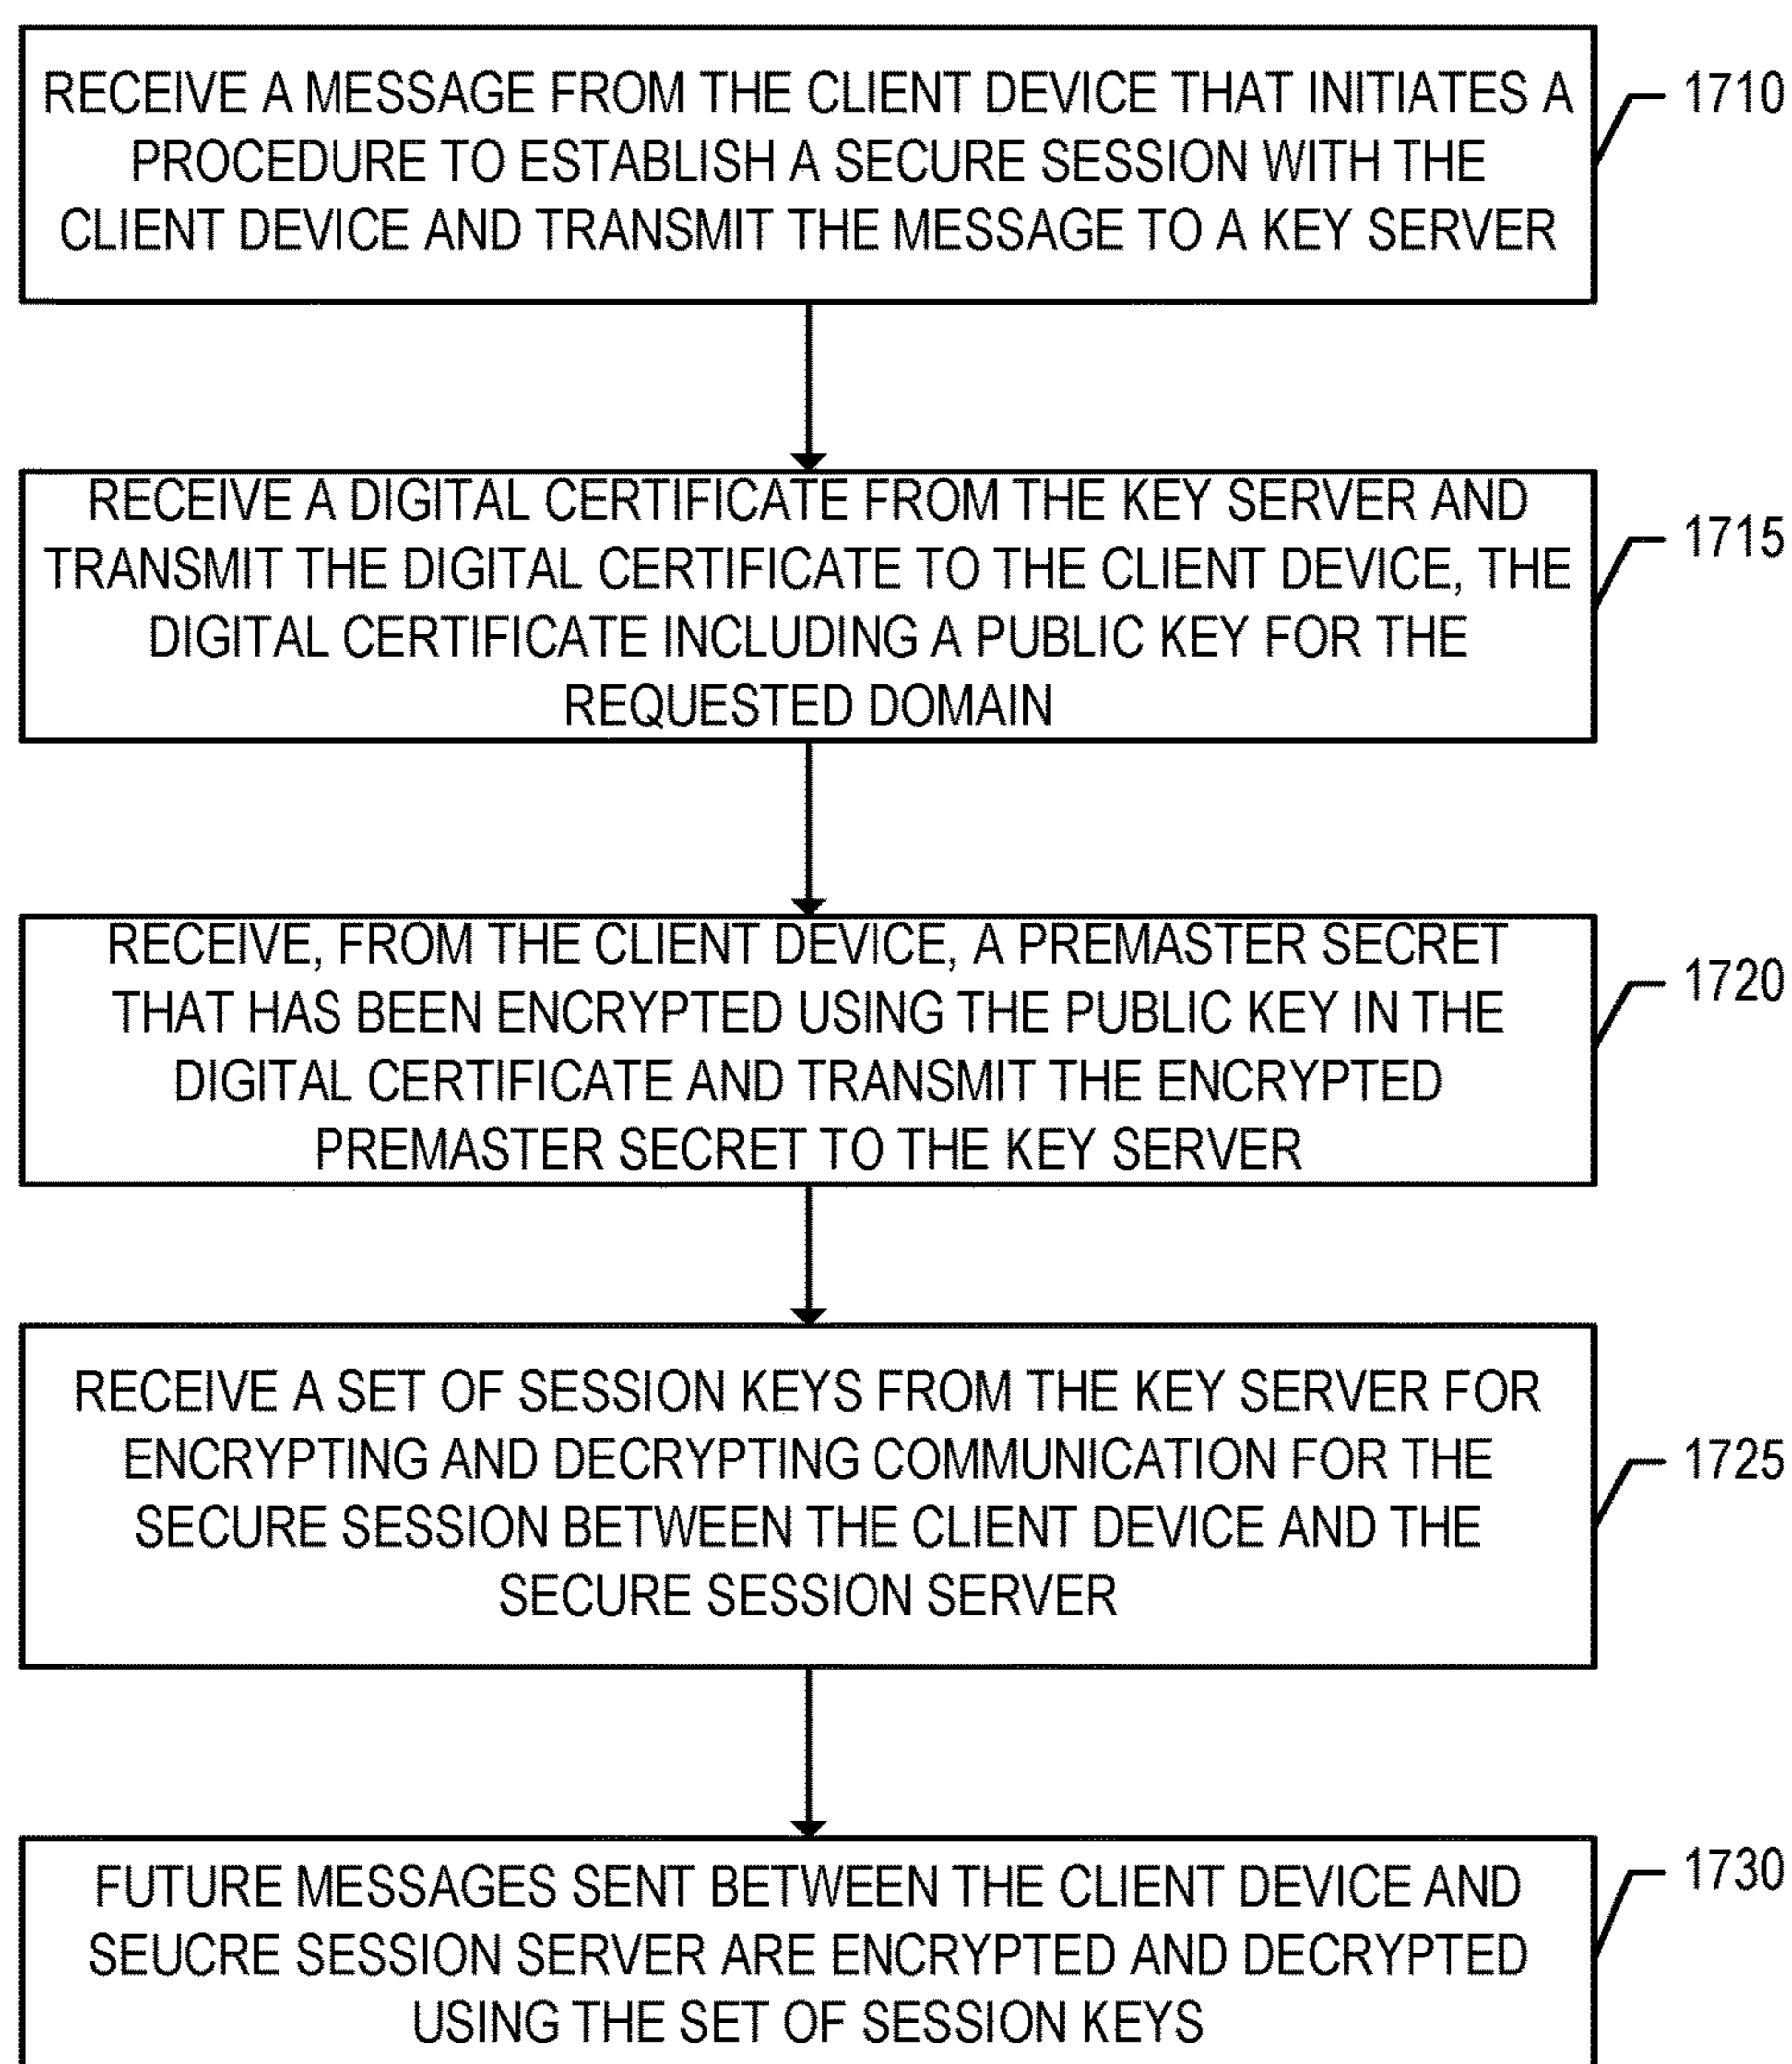 RECEIVE A MESSAGE FROM THE CLIENT DEVICE THAT INITIATES A
PROCEDURE TO ESTABLISH A SECURE SESSION WITH THE
CLIENT DEVICE AND TRANSMIT THE MESSAGE TO A KEY SERVER
1710
RECEIVE A DIGITAL CERTIFICATE FROM THE KEY SERVER AND
TRANSMIT THE DIGITAL CERTIFICATE TO THE CLIENT DEVICE, THE
DIGITAL CERTIFICATE INCLUDING A PUBLIC KEY FOR THE
REQUESTED DOMAIN
1715
RECEIVE, FROM THE CLIENT DEVICE, A PREMASTER SECRET
THAT HAS BEEN ENCRYPTED USING THE PUBLIC KEY IN THE
DIGITAL CERTIFICATE AND TRANSMIT THE ENCRYPTED
PREMASTER SECRET TO THE KEY SERVER
1720
RECEIVE A SET OF SESSION KEYS FROM THE KEY SERVER FOR
ENCRYPTING AND DECRYPTING COMMUNICATION FOR THE
SECURE SESSION BETWEEN THE CLIENT DEVICE AND THE
SECURE SESSION SERVER
1725
FUTURE MESSAGES SENT BETWEEN THE CLIENT DEVICE AND
SEUCRE SESSION SERVER ARE ENCRYPTED AND DECRYPTED
USING THE SET OF SESSION KEYS
1730